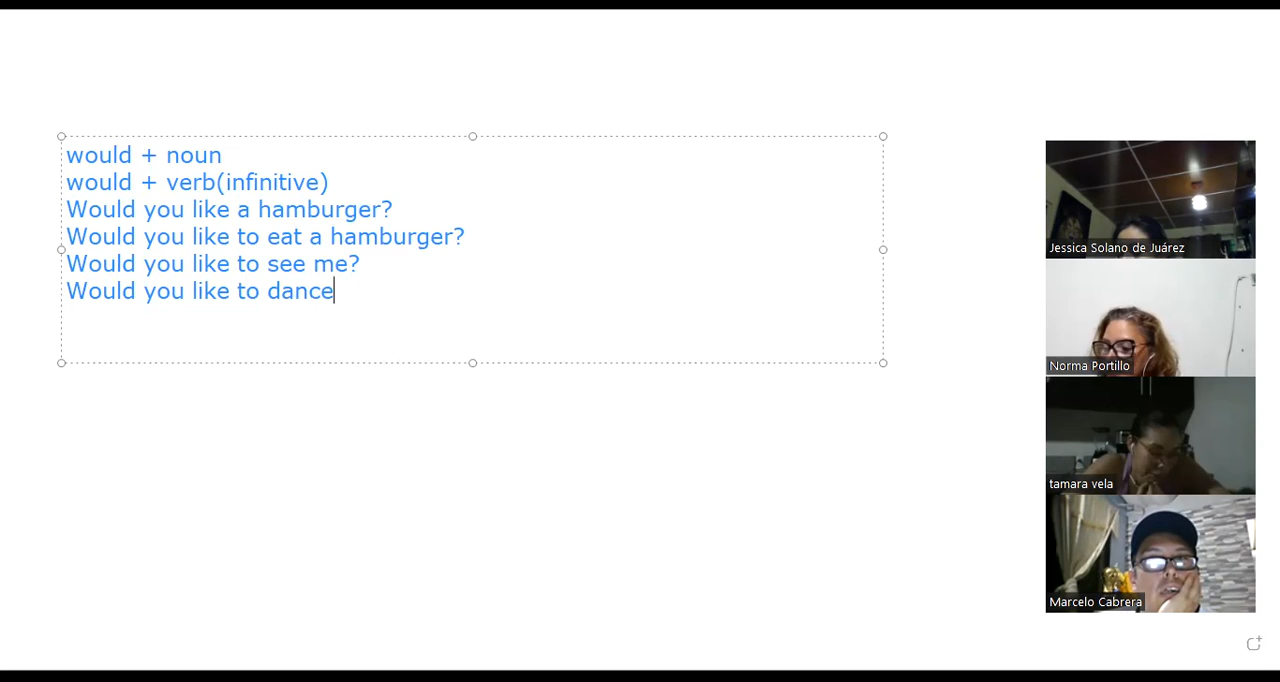 would + noun
would + verb(infinitive)
Would you like a hamburger?
Would you like to eat a hamburger?
Would you like to see me?
Would you like to dance
Jessica Solano de Juárez
Norma Portillo
tamara vela
Marcelo Cabrera